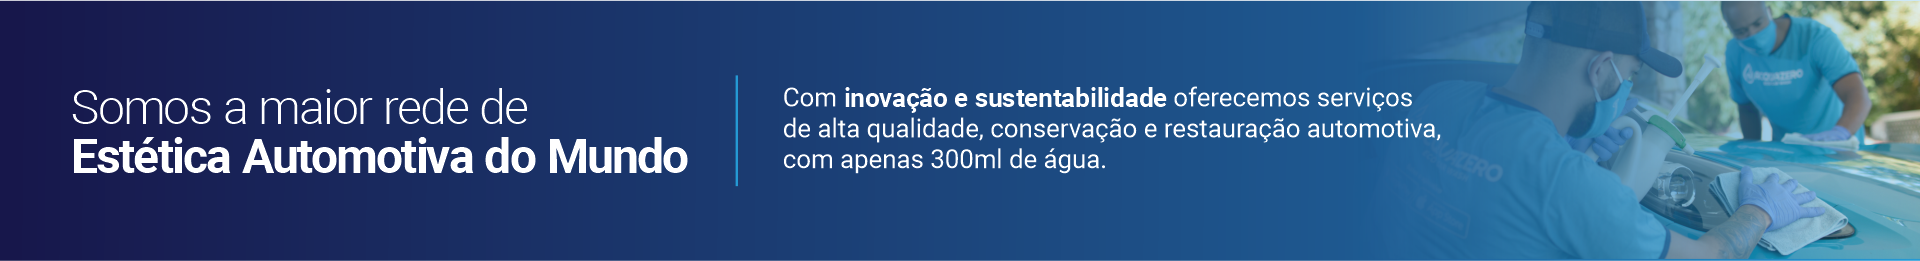 Somos a maior rede de
Estética Automotiva do Mundo
Com inovação e sustentabilidade oferecemos serviços
de alta qualidade, conservação e restauração automotiva,
com apenas 300ml de água.
ACQUAZERO